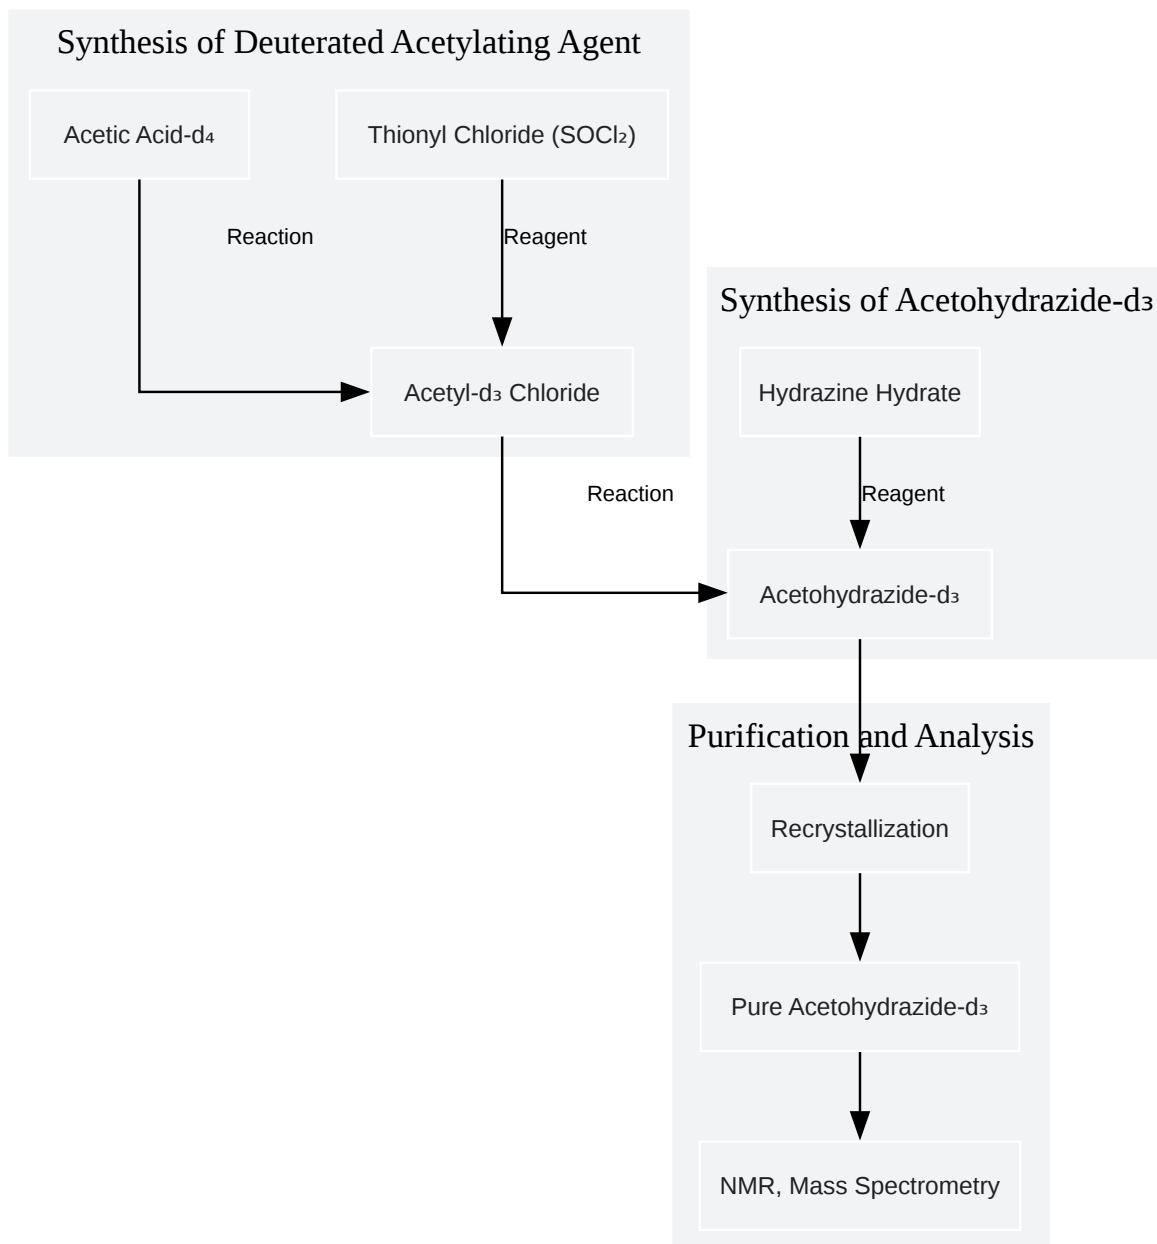 Synthesis of Deuterated Acetylating Agent
Acetic Acid-d₄
Thionyl Chloride (SOCl₂)
Reaction
Reagent
Acetyl-d₃ Chloride
Synthesis of Acetohydrazide-d₃
Hydrazine Hydrate
Reaction
Reagent
Acetohydrazide-d₃
Purification and Analysis
Recrystallization
Pure Acetohydrazide-d₃
NMR, Mass Spectrometry